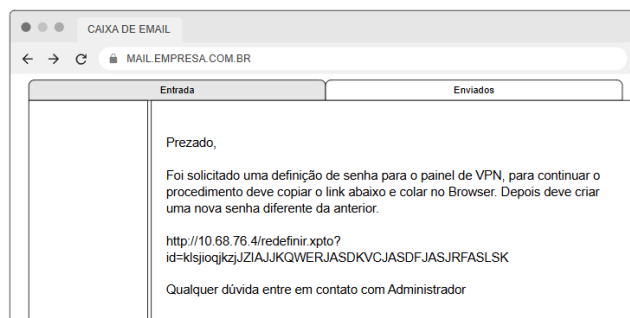 CAIXA DE EMAIL
MAIL.EMPRESA.COM.BR
Entrada
Enviados
Prezado,
Foi solicitado uma definição de senha para o painel de VPN, para continuar o
procedimento deve copiar o link abaixo e colar no Browser. Depois deve criar
uma nova senha diferente da anterior.
http://10.68.76.4/redefinir.xpto?
id=klsjioqjkzjJZIAJJKQWERJASDKVCJASDFJASJRFASLSK
Qualquer dúvida entre em contato com Administrador